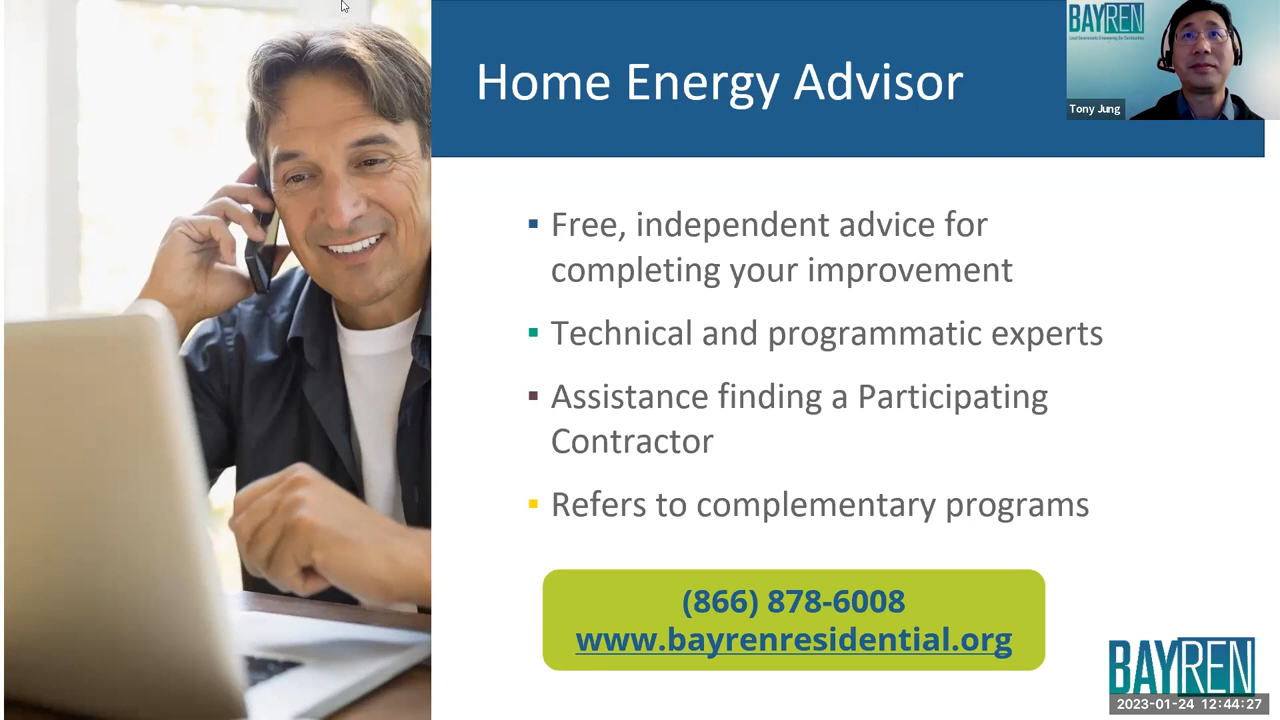 Home Energy Advisor
BAYREN
Tony Jung
▪ Free, independent advice for
completing your improvement
▪ Technical and programmatic experts
▪ Assistance finding a Participating
Contractor
▪ Refers to complementary programs
(866) 878-6008
www.bayrenresidential.org
BAYREN
2023-01-24 12:44:27